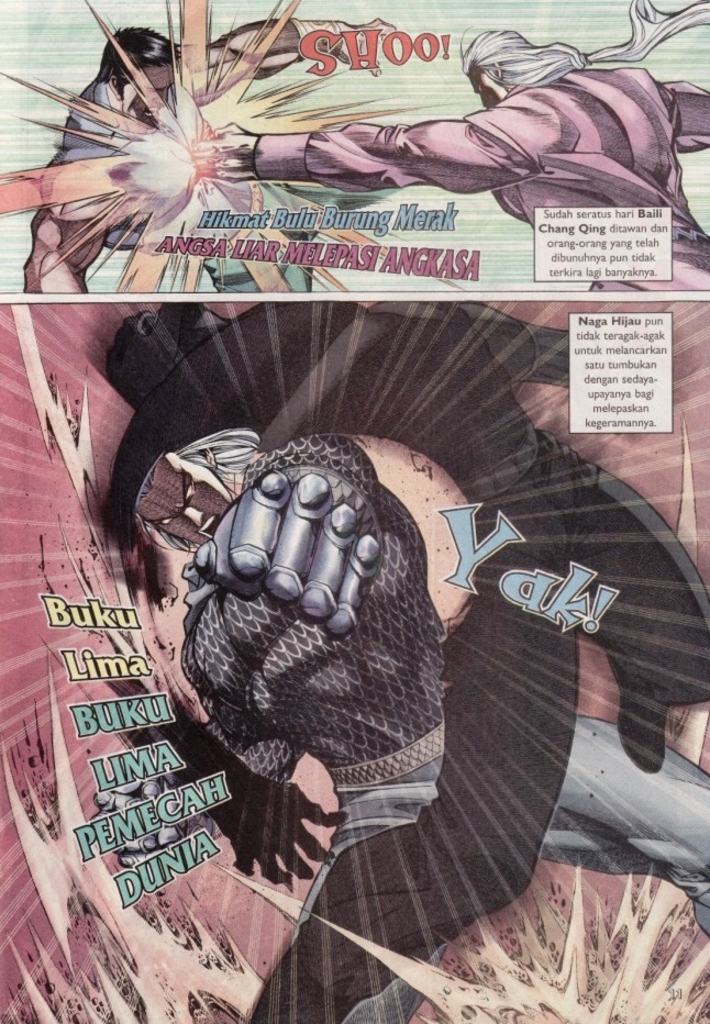 SHOO!
Hikmat Bulu Burung Merak
ANGSA LIAR MELEPASI ANGKASA
Sudah seratus hari Baili
Chang Qing ditawan dan
orang-orang yang telah
dibunuhnya pun tidak
terkira lagi banyaknya.
Naga Hijau pun
tidak teragak-agak
untuk melancarkan
satu tumbukan
dengan sedaya-
upayanya bagi
melepaskan
kegeramannya.
Yak!
Buku
Lima
BUKU
LIMA
PEMECAH
DUNIA
31